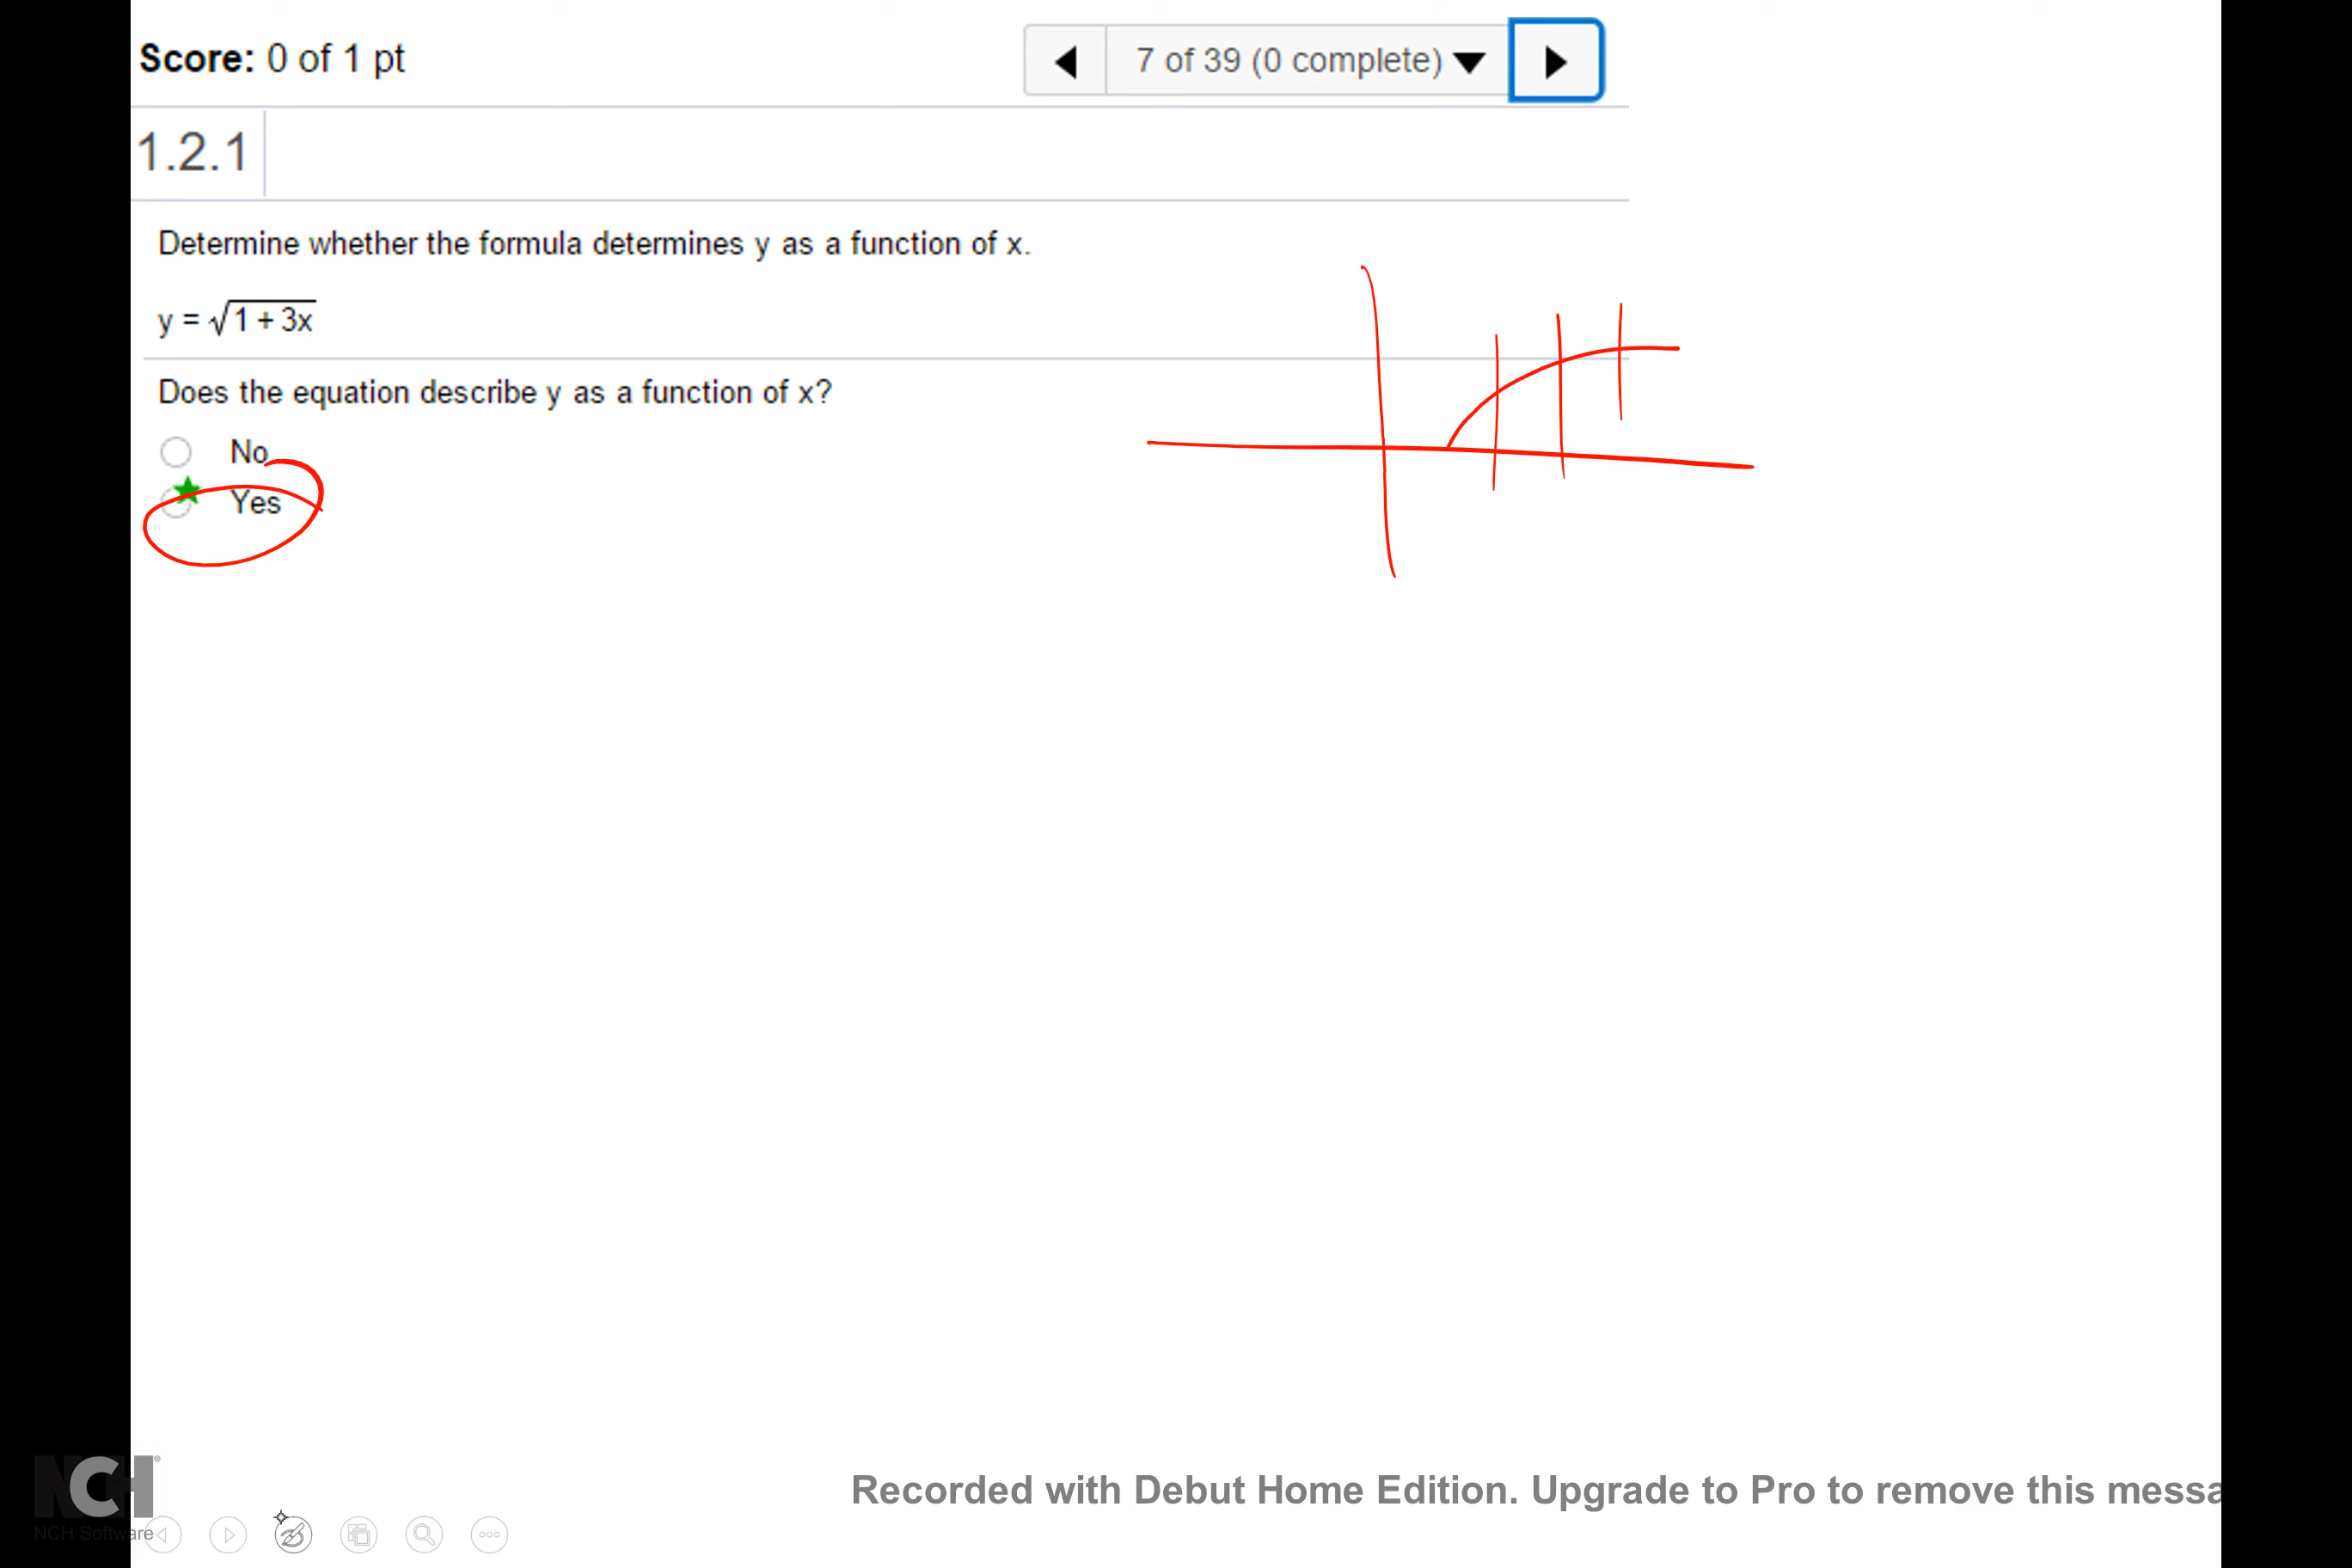 Score: 0 of 1 pt
7 of 39 (0 complete)
1.2.1
Determine whether the formula determines y as a function of x.
y = √1 + 3x
Does the equation describe y as a function of x?
No
Yes
NCH®
NCH Software
Recorded with Debut Home Edition. Upgrade to Pro to remove this messa